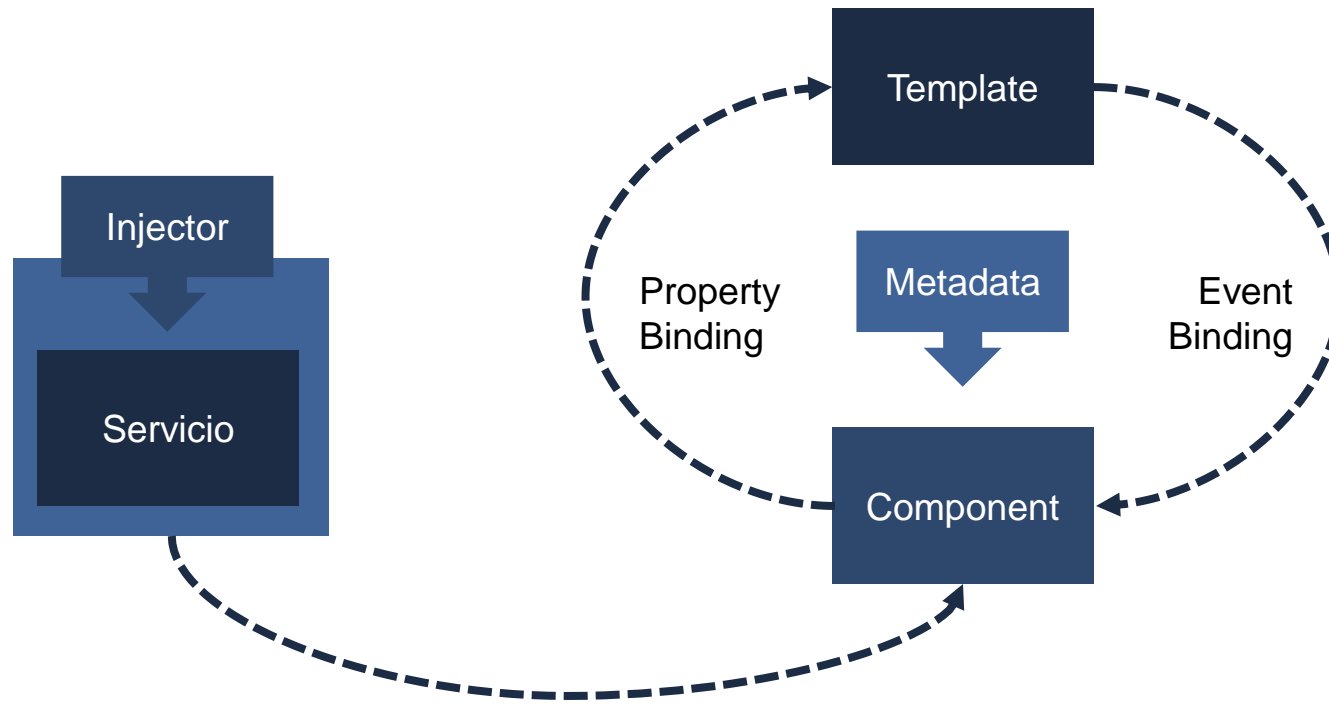 Template
Injector
Metadata
Property
Binding
Event
Binding
Servicio
Component